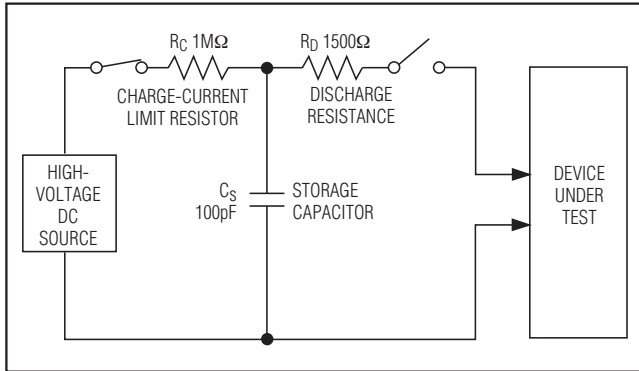 R_C 1MΩ
CHARGE-CURRENT
LIMIT RESISTOR
R_D 1500Ω
DISCHARGE
RESISTANCE
HIGH-
VOLTAGE
DC
SOURCE
C_S
100pF
STORAGE
CAPACITOR
DEVICE
UNDER
TEST